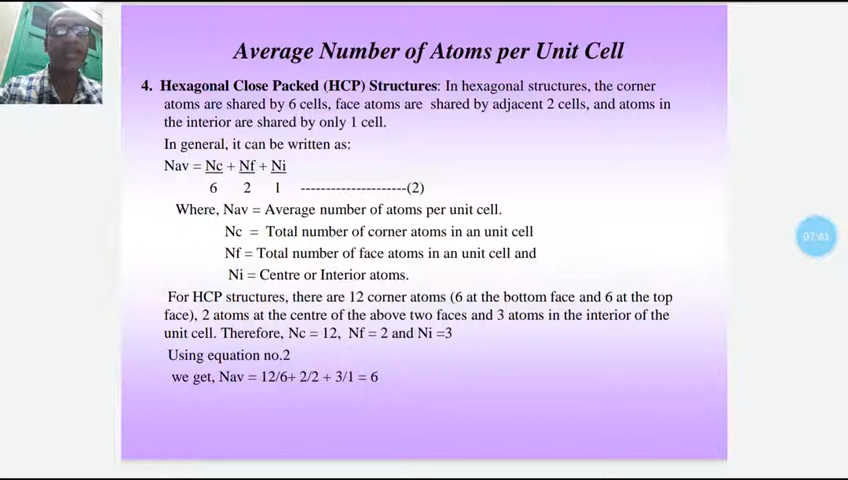 Average Number of Atoms per Unit Cell
4. Hexagonal Close Packed (HCP) Structures: In hexagonal structures, the corner
atoms are shared by 6 cells, face atoms are shared by adjacent 2 cells, and atoms in
the interior are shared by only 1 cell.
In general, it can be written as:
Nav = Nc + Nf + Ni
6 2 1 ---------------------(2)
Where, Nav = Average number of atoms per unit cell.
Nc = Total number of corner atoms in an unit cell
Nf = Total number of face atoms in an unit cell and
Ni = Centre or Interior atoms.
For HCP structures, there are 12 corner atoms (6 at the bottom face and 6 at the top
face), 2 atoms at the centre of the above two faces and 3 atoms in the interior of the
unit cell. Therefore, Nc = 12, Nf = 2 and Ni =3
Using equation no.2
we get, Nav = 12/6+ 2/2 + 3/1 = 6
07:41